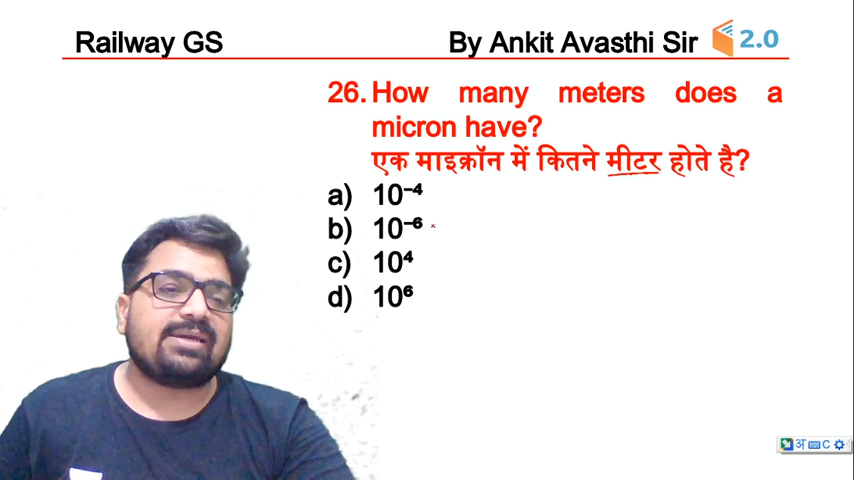 Railway GS By Ankit Avasthi Sir 2.0
26. How many meters does a
micron have?
एक माइक्रॉन में कितने मीटर होते है?
a) 10⁻⁴
b) 10⁻⁶
c) 10⁴
d) 10⁶